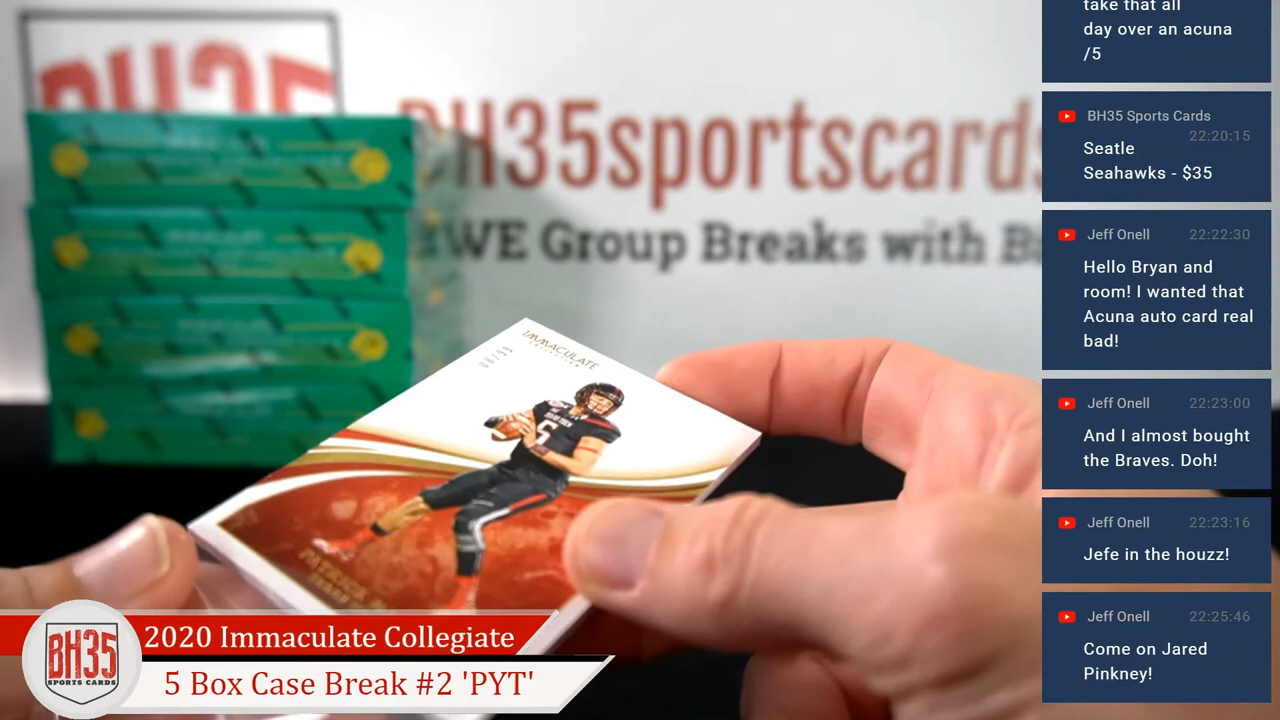 BH35
BH35sportscards
WE Group Breaks with B
IMMACULATE
COLLECTION
5
take that all
day over an acuna
/5
BH35 Sports Cards
22:20:15
Seatle
Seahawks - $35
Jeff Onell 22:22:30
Hello Bryan and
room! I wanted that
Acuna auto card real
bad!
Jeff Onell 22:23:00
And I almost bought
the Braves. Doh!
Jeff Onell 22:23:16
Jefe in the houzz!
Jeff Onell 22:25:46
Come on Jared
Pinkney!
BH35
SPORTS CARDS
2020 Immaculate Collegiate
5 Box Case Break #2 'PYT'